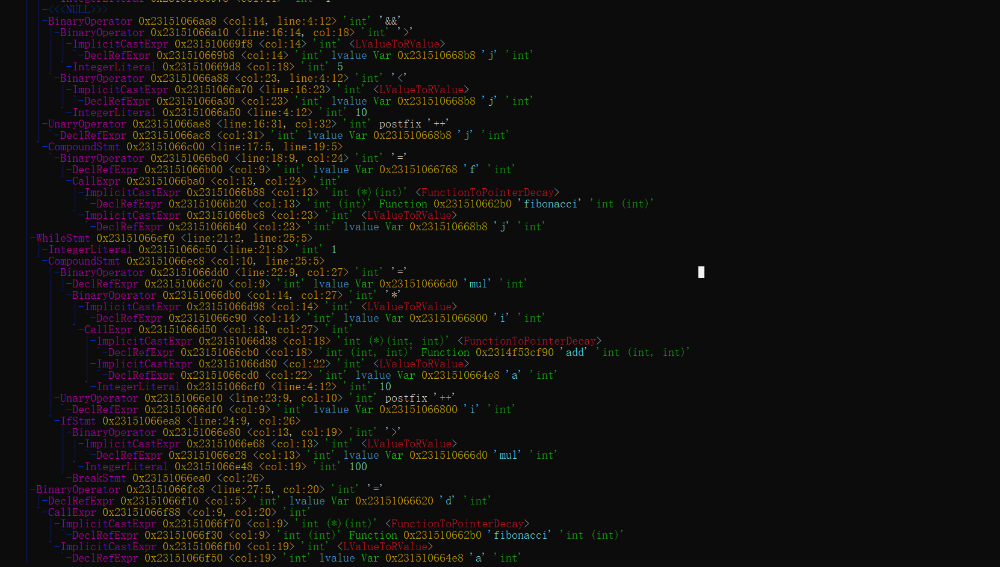 |-<<<NULL>>>
|-BinaryOperator 0x23151066aa8 <col:14, line:4:12> 'int' '&&'
| |-BinaryOperator 0x23151066a10 <line:16:14, col:18> 'int' '>'
| | |-ImplicitCastExpr 0x231510669f8 <col:14> 'int' <LValueToRValue>
| | | `-DeclRefExpr 0x231510669b8 <col:14> 'int' lvalue Var 0x231510668b8 'j' 'int'
| | `-IntegerLiteral 0x231510669d8 <col:18> 'int' 5
| `-BinaryOperator 0x23151066a88 <col:23, line:4:12> 'int' '<'
|   |-ImplicitCastExpr 0x23151066a70 <line:16:23> 'int' <LValueToRValue>
|   | `-DeclRefExpr 0x23151066a30 <col:23> 'int' lvalue Var 0x231510668b8 'j' 'int'
|   `-IntegerLiteral 0x23151066a50 <line:4:12> 'int' 10
|-UnaryOperator 0x23151066ae8 <line:16:31, col:32> 'int' postfix '++'
| `-DeclRefExpr 0x23151066ac8 <col:31> 'int' lvalue Var 0x231510668b8 'j' 'int'
`-CompoundStmt 0x23151066c00 <line:17:5, line:19:5>
  `-BinaryOperator 0x23151066be0 <line:18:9, col:24> 'int' '='
    |-DeclRefExpr 0x23151066b00 <col:9> 'int' lvalue Var 0x23151066768 'f' 'int'
    `-CallExpr 0x23151066ba0 <col:13, col:24> 'int'
      |-ImplicitCastExpr 0x23151066b88 <col:13> 'int (*)(int)' <FunctionToPointerDecay>
      | `-DeclRefExpr 0x23151066b20 <col:13> 'int (int)' Function 0x231510662b0 'fibonacci' 'int (int)'
      `-ImplicitCastExpr 0x23151066bc8 <col:23> 'int' <LValueToRValue>
        `-DeclRefExpr 0x23151066b40 <col:23> 'int' lvalue Var 0x231510668b8 'j' 'int'
|-WhileStmt 0x23151066ef0 <line:21:2, line:25:5>
| |-IntegerLiteral 0x23151066c50 <line:21:8> 'int' 1
| `-CompoundStmt 0x23151066ec8 <col:10, line:25:5>
|   |-BinaryOperator 0x23151066dd0 <line:22:9, col:27> 'int' '='
|   | |-DeclRefExpr 0x23151066c70 <col:9> 'int' lvalue Var 0x231510666d0 'mul' 'int'
|   | `-BinaryOperator 0x23151066db0 <col:14, col:27> 'int' '*'
|   |   |-ImplicitCastExpr 0x23151066d98 <col:14> 'int' <LValueToRValue>
|   |   | `-DeclRefExpr 0x23151066c90 <col:14> 'int' lvalue Var 0x23151066800 'i' 'int'
|   |   `-CallExpr 0x23151066d50 <col:18, col:27> 'int'
|   |     |-ImplicitCastExpr 0x23151066d38 <col:18> 'int (*)(int, int)' <FunctionToPointerDecay>
|   |     | `-DeclRefExpr 0x23151066cb0 <col:18> 'int (int, int)' Function 0x2314f53cf90 'add' 'int (int, int)'
|   |     |-ImplicitCastExpr 0x23151066d80 <col:22> 'int' <LValueToRValue>
|   |     | `-DeclRefExpr 0x23151066cd0 <col:22> 'int' lvalue Var 0x231510664e8 'a' 'int'
|   |     `-IntegerLiteral 0x23151066cf0 <line:4:12> 'int' 10
|   |-UnaryOperator 0x23151066e10 <line:23:9, col:10> 'int' postfix '++'
|   | `-DeclRefExpr 0x23151066df0 <col:9> 'int' lvalue Var 0x23151066800 'i' 'int'
|   `-IfStmt 0x23151066ea8 <line:24:9, col:26>
|     |-BinaryOperator 0x23151066e80 <col:13, col:19> 'int' '>'
|     | |-ImplicitCastExpr 0x23151066e68 <col:13> 'int' <LValueToRValue>
|     | | `-DeclRefExpr 0x23151066e28 <col:13> 'int' lvalue Var 0x231510666d0 'mul' 'int'
|     | `-IntegerLiteral 0x23151066e48 <col:19> 'int' 100
|     `-BreakStmt 0x23151066ea0 <col:26>
|-BinaryOperator 0x23151066fc8 <line:27:5, col:20> 'int' '='
| |-DeclRefExpr 0x23151066f10 <col:5> 'int' lvalue Var 0x23151066620 'd' 'int'
| `-CallExpr 0x23151066f88 <col:9, col:20> 'int'
|   |-ImplicitCastExpr 0x23151066f70 <col:9> 'int (*)(int)' <FunctionToPointerDecay>
|   | `-DeclRefExpr 0x23151066f30 <col:9> 'int (int)' Function 0x231510662b0 'fibonacci' 'int (int)'
|   `-ImplicitCastExpr 0x23151066fb0 <col:19> 'int' <LValueToRValue>
|     `-DeclRefExpr 0x23151066f50 <col:19> 'int' lvalue Var 0x231510664e8 'a' 'int'